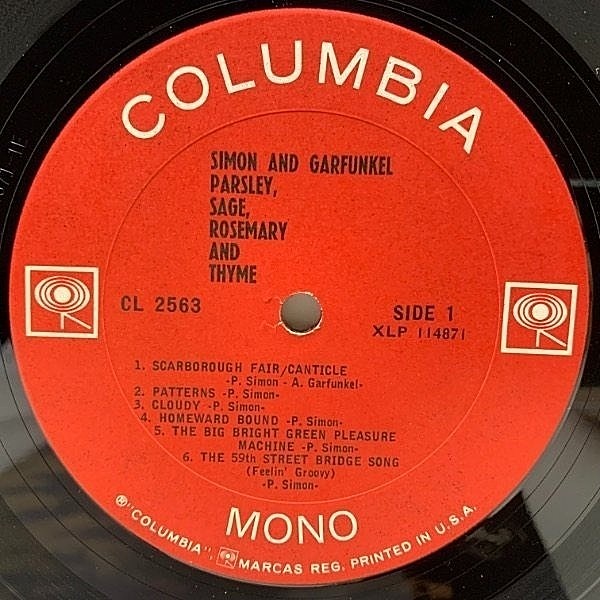 COLUMBIA
SIMON AND GARFUNKEL
PARSLEY,
SAGE,
ROSEMARY
AND
THYME
CL 2563
SIDE 1
XLP 114871
1. SCARBOROUGH FAIR/CANTICLE
-P. Simon - A. Garfunkel-
2. PATTERNS -P. Simon-
3. CLOUDY -P. Simon-
4. HOMEWARD BOUND -P. Simon-
5. THE BIG BRIGHT GREEN PLEASURE
MACHINE -P. Simon-
6. THE 59th STREET BRIDGE SONG
(Feelin' Groovy)
-P. Simon-
MONO
® "COLUMBIA", MARCAS REG. PRINTED IN U.S.A.